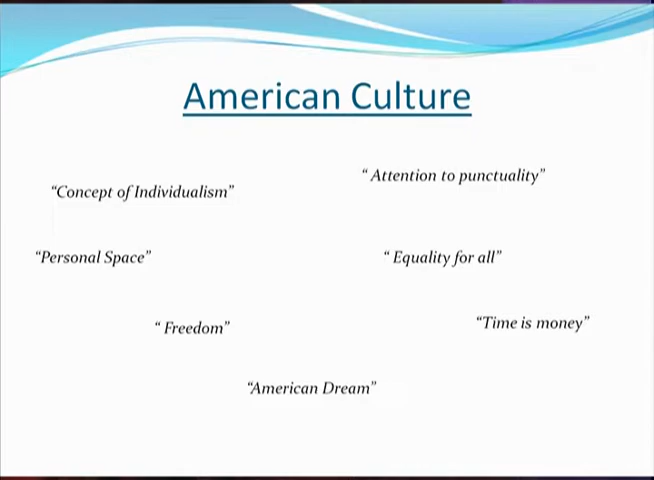 American Culture
“Concept of Individualism”
“ Attention to punctuality”
“Personal Space”
“ Equality for all”
“ Freedom”
“Time is money”
“American Dream”